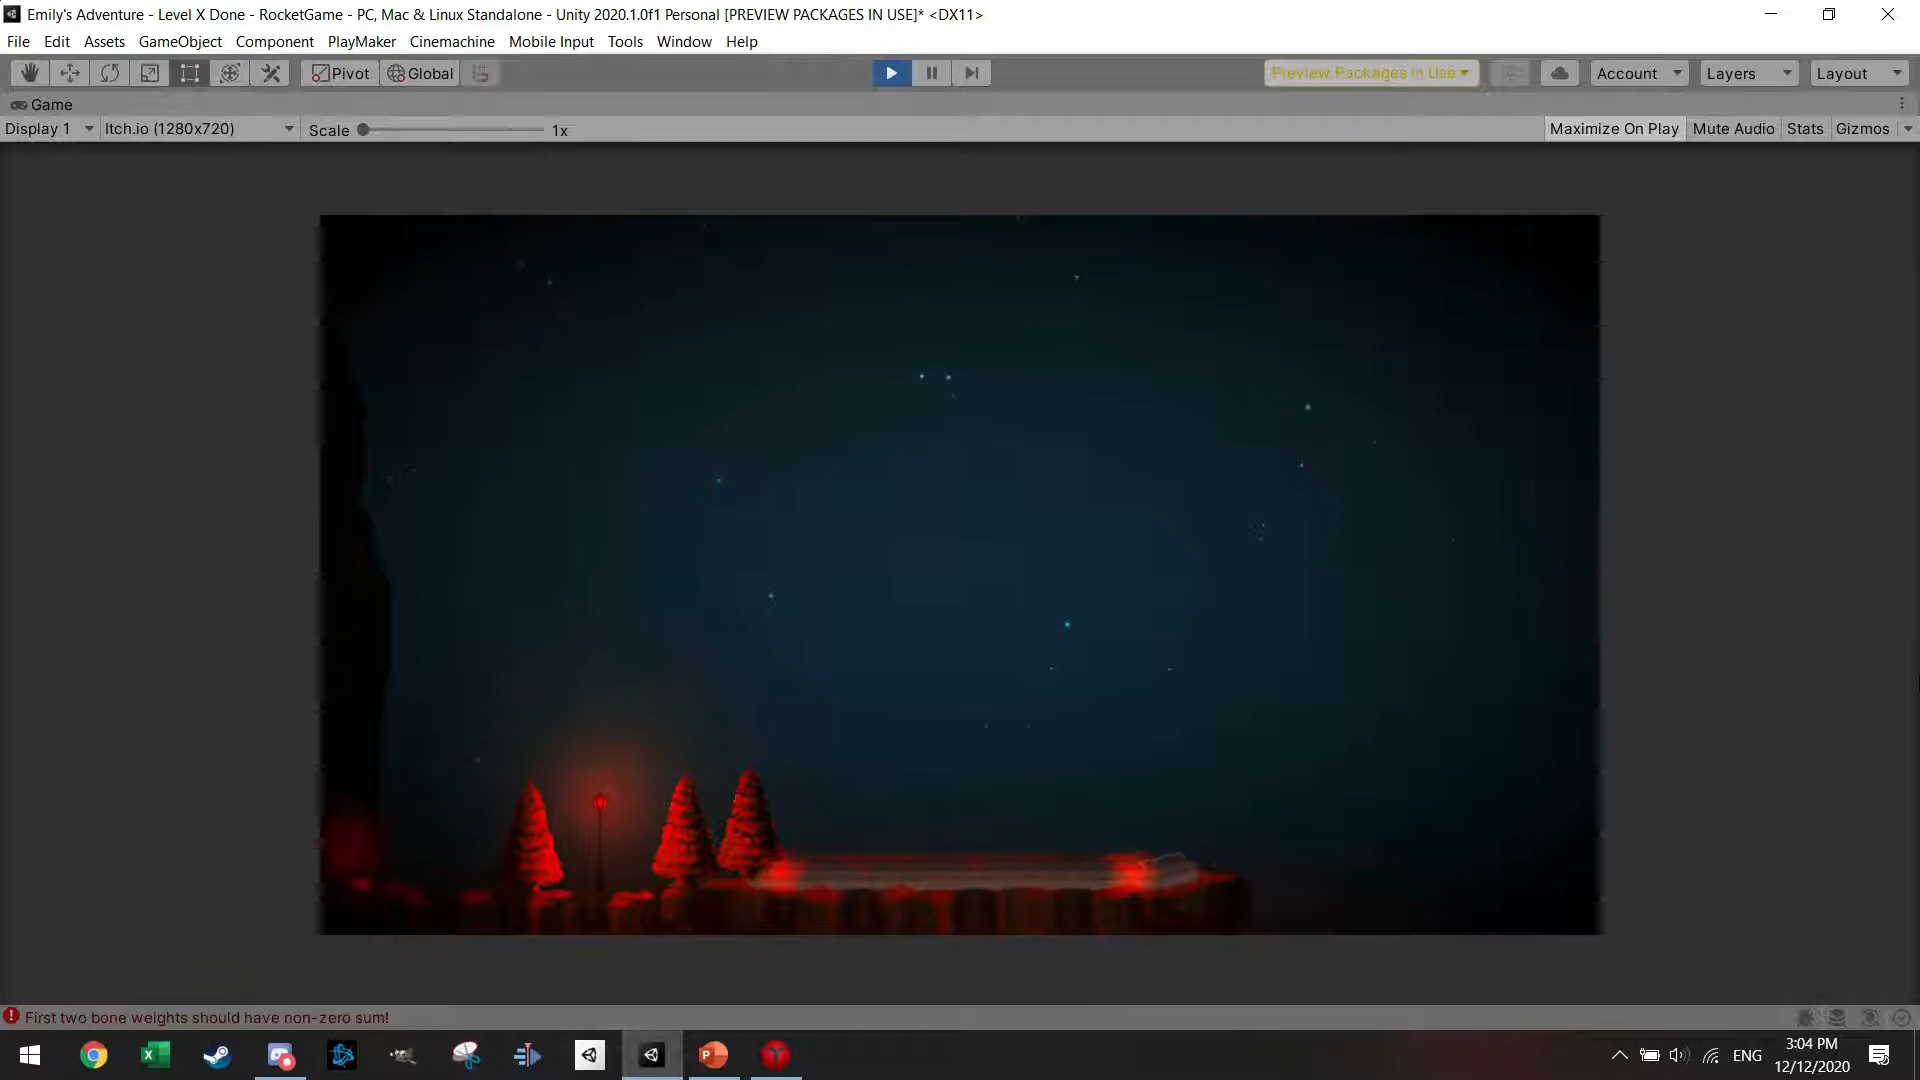 Emily's Adventure - Level X Done - RocketGame - PC, Mac & Linux Standalone - Unity 2020.1.0f1 Personal [PREVIEW PACKAGES IN USE]* <DX11>
File Edit Assets GameObject Component PlayMaker Cinemachine Mobile Input Tools Window Help
Pivot Global Preview Packages in Use Account Layers Layout
Game
Display 1 Itch.io (1280x720) Scale 1x Maximize On Play Mute Audio Stats Gizmos
First two bone weights should have non-zero sum!
ENG
3:04 PM
12/12/2020